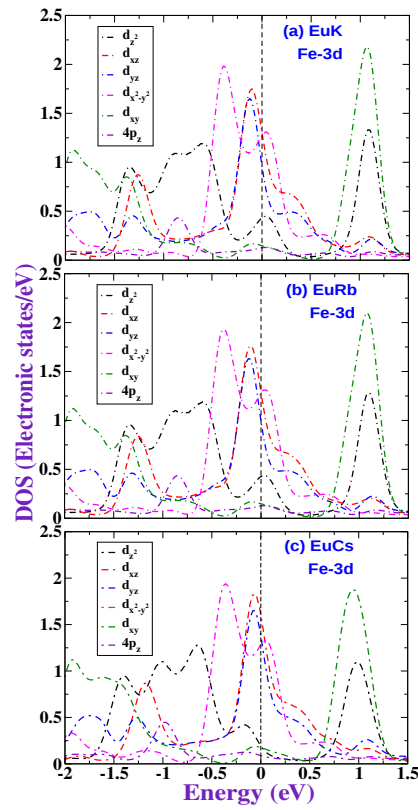 2.5
2
1.5
1
0.5
0
(a) EuK
Fe-3d
d_z²
d_xz
d_yz
d_x²-y²
d_xy
4p_z
2.5
2
1.5
1
0.5
0
(b) EuRb
Fe-3d
d_z²
d_xz
d_yz
d_x²-y²
d_xy
4p_z
2.5
2
1.5
1
0.5
0
(c) EuCs
Fe-3d
d_z²
d_xz
d_yz
d_x²-y²
d_xy
4p_z
-2 -1.5 -1 -0.5 0 0.5 1 1.5
Energy (eV)
DOS (Electronic states/eV)